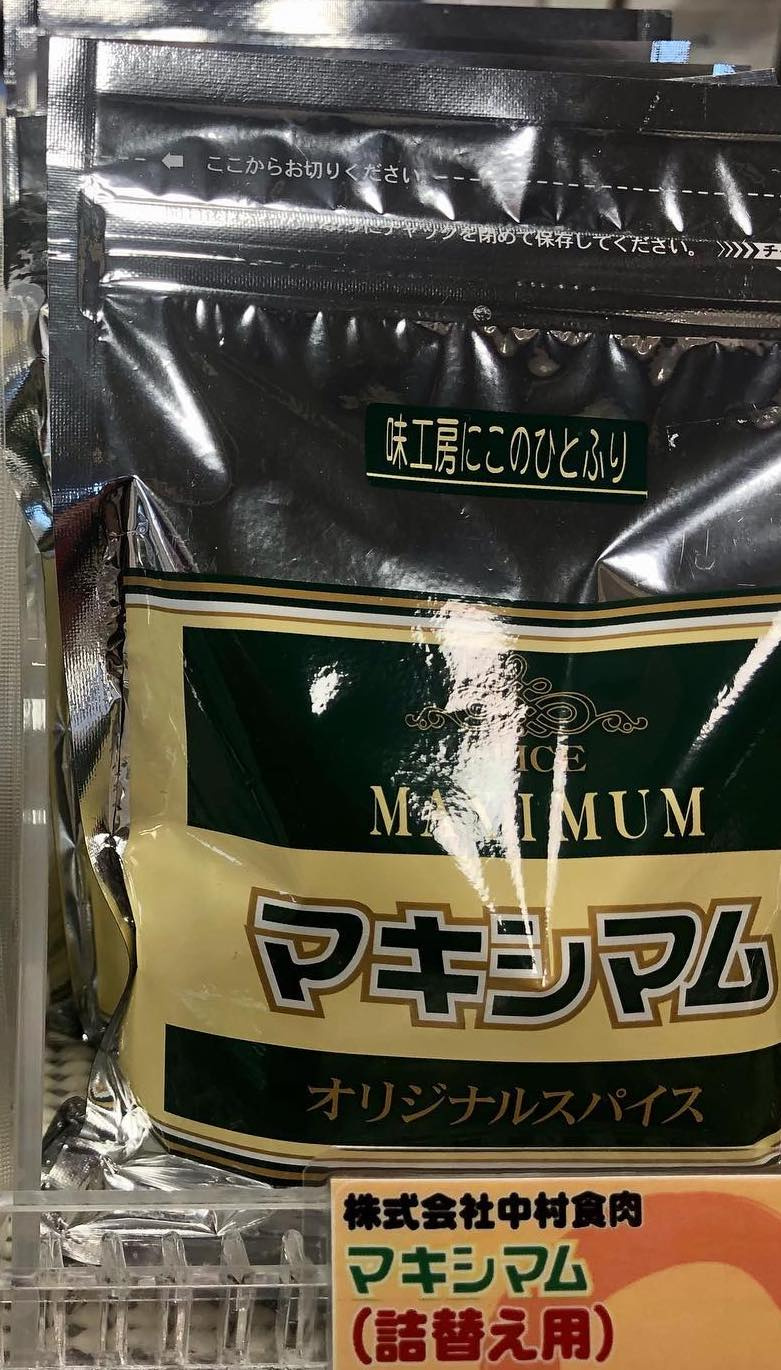 ここからお切りください
チャックを閉めて保存してください。
味工房にこのひとふり
MAXIMUM
マキシマム
オリジナルスパイス
株式会社中村食肉
マキシマム
(詰替え用)